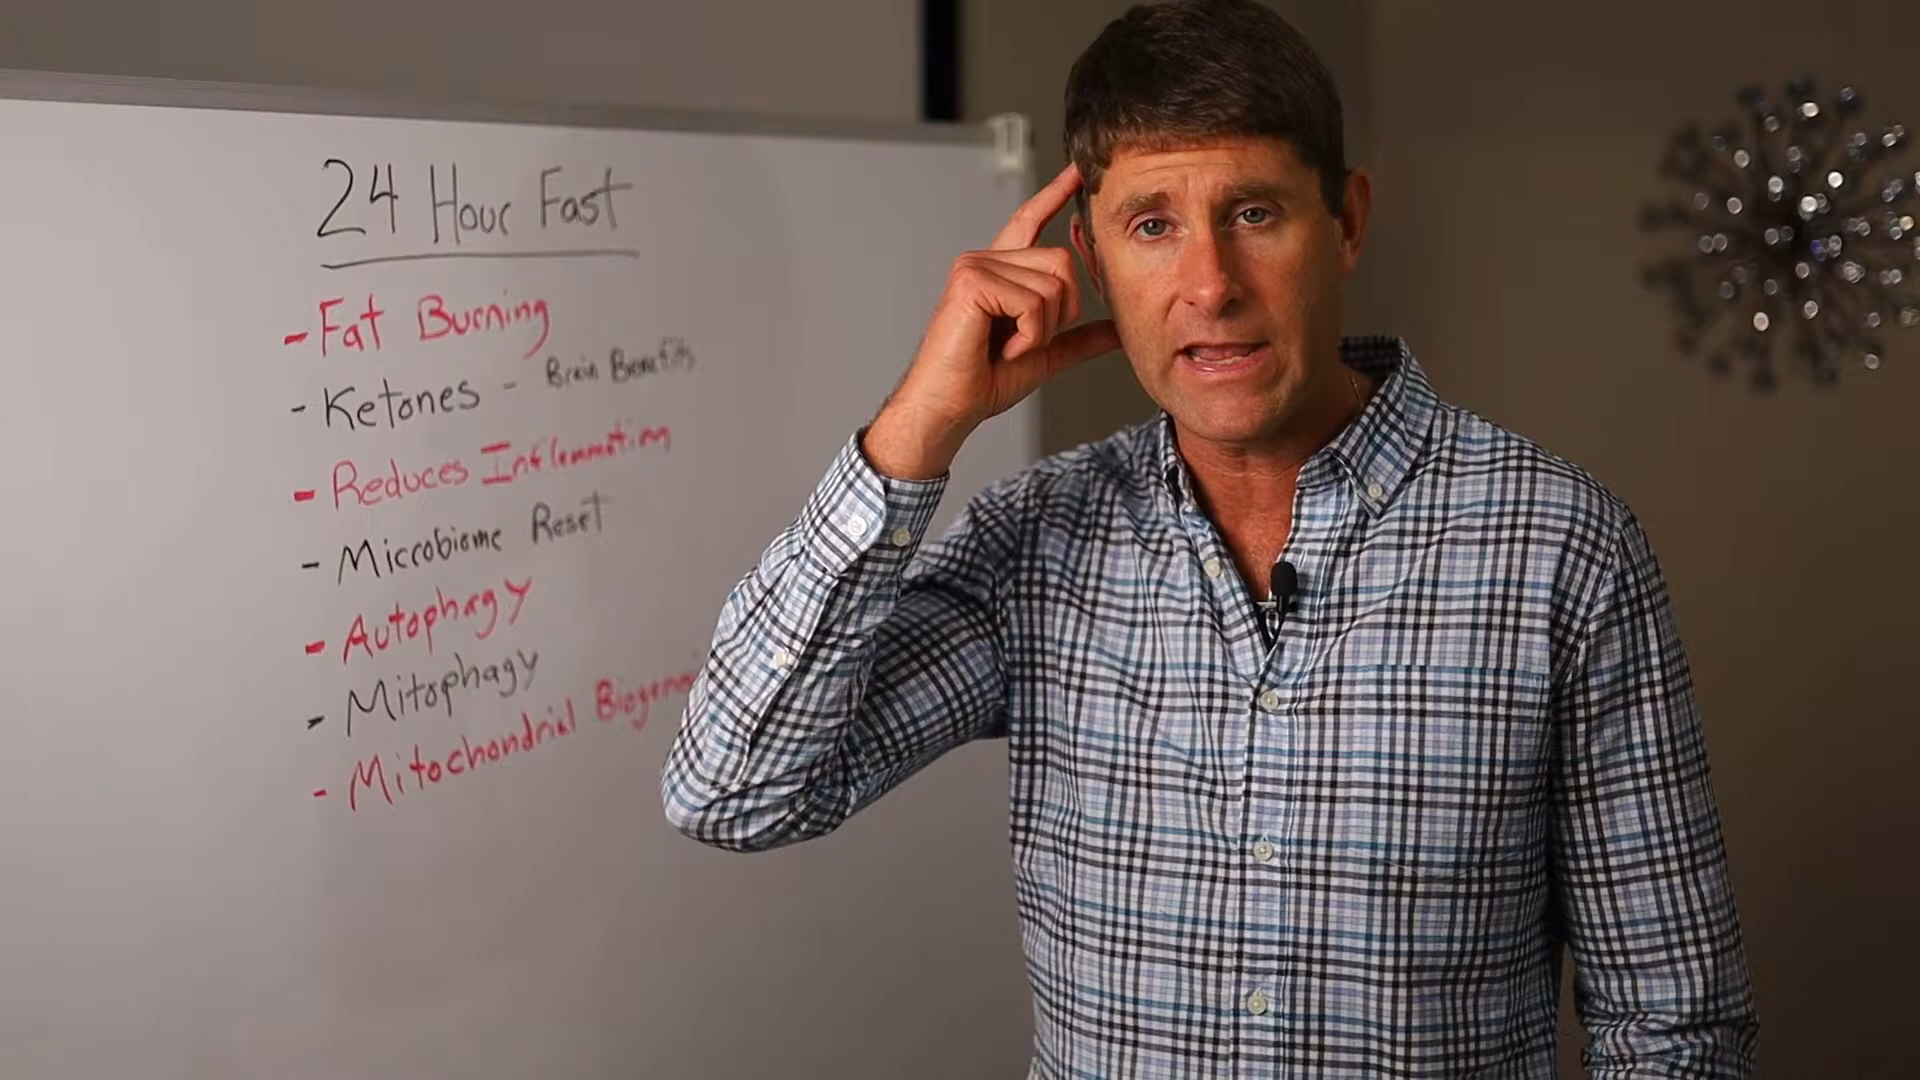 24 Hour Fast
- Fat Burning
- Ketones - Brain Benefits
- Reduces Inflammation
- Microbiome Reset
- Autophagy
- Mitophagy
- Mitochondrial